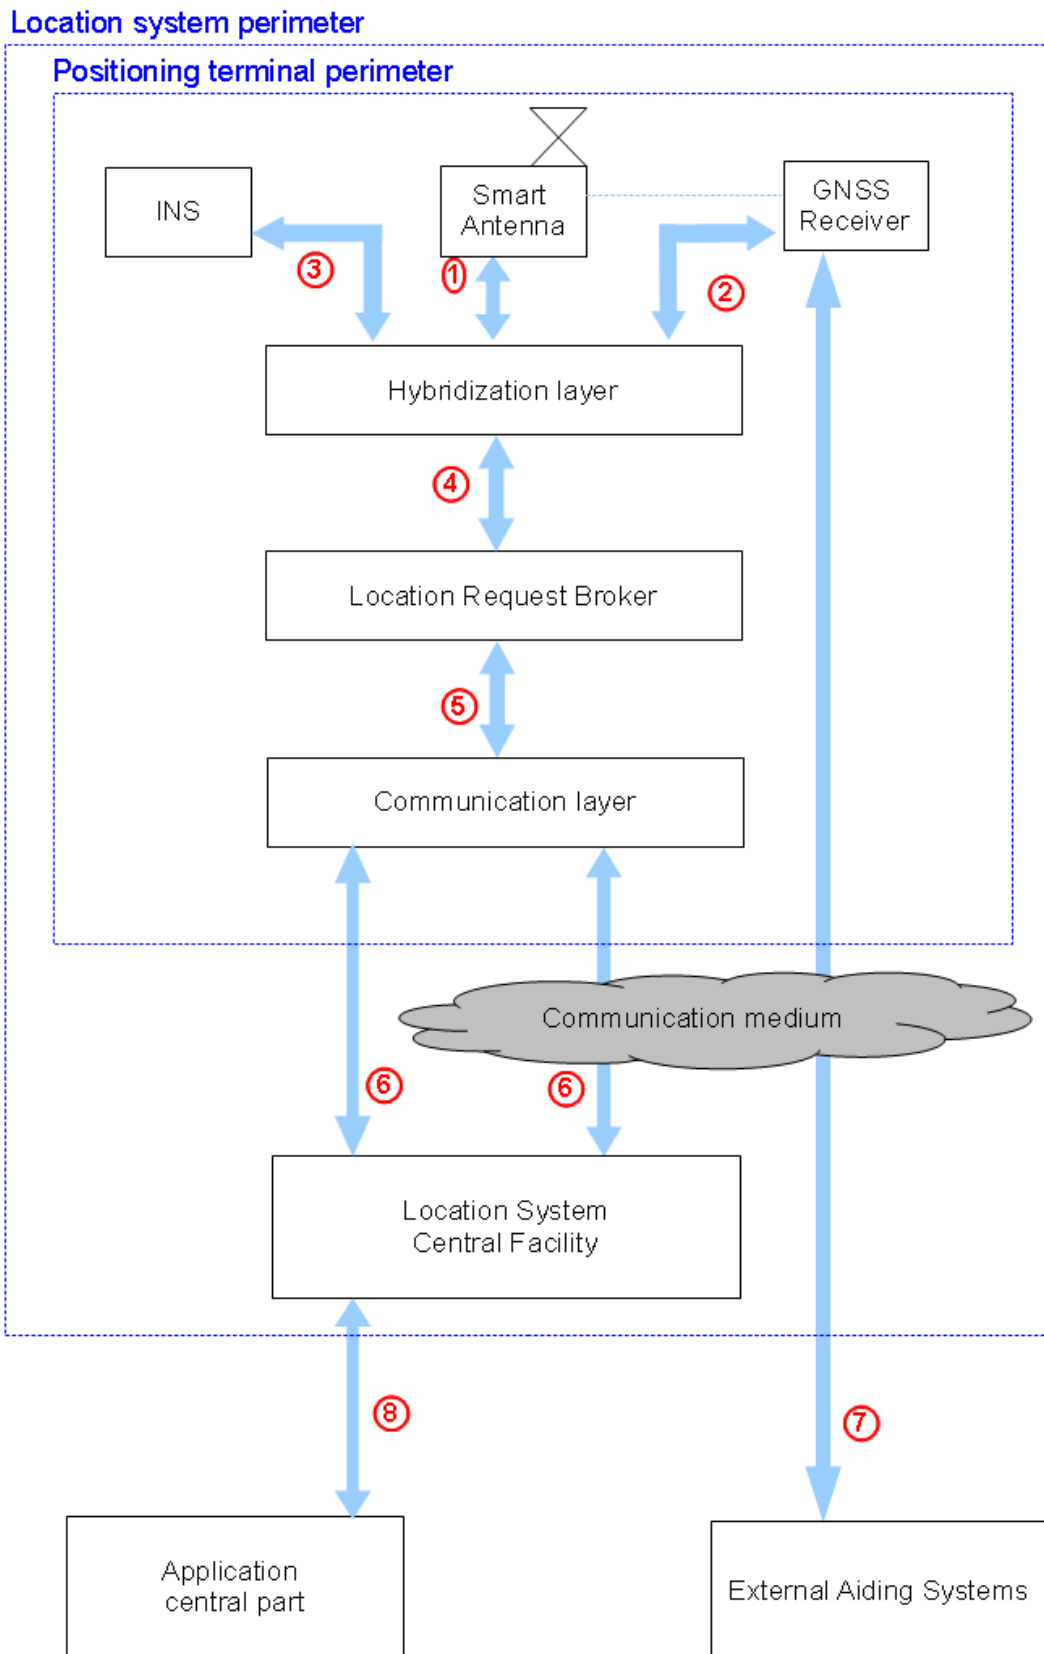 Location system perimeter
Positioning terminal perimeter
INS
Smart
Antenna
GNSS
Receiver
3
1
2
Hybridization layer
4
Location Request Broker
5
Communication layer
Communication medium
6
6
Location System
Central Facility
8
7
Application
central part
External Aiding Systems